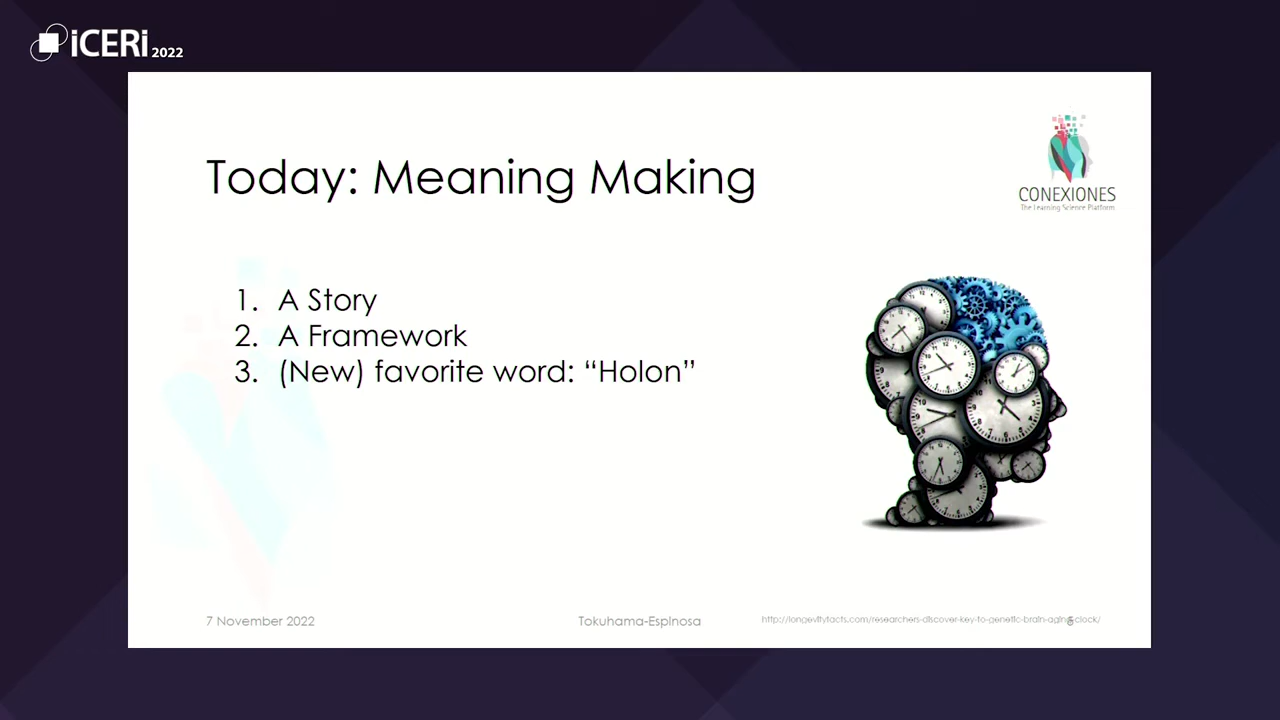 iCERi 2022
Today: Meaning Making
CONEXIONES
The Learning Science Platform
1. A Story
2. A Framework
3. (New) favorite word: “Holon”
7 November 2022
Tokuhama-Espinosa
http://longevityfacts.com/researchers-discover-key-to-genetic-brain-aging-clock/